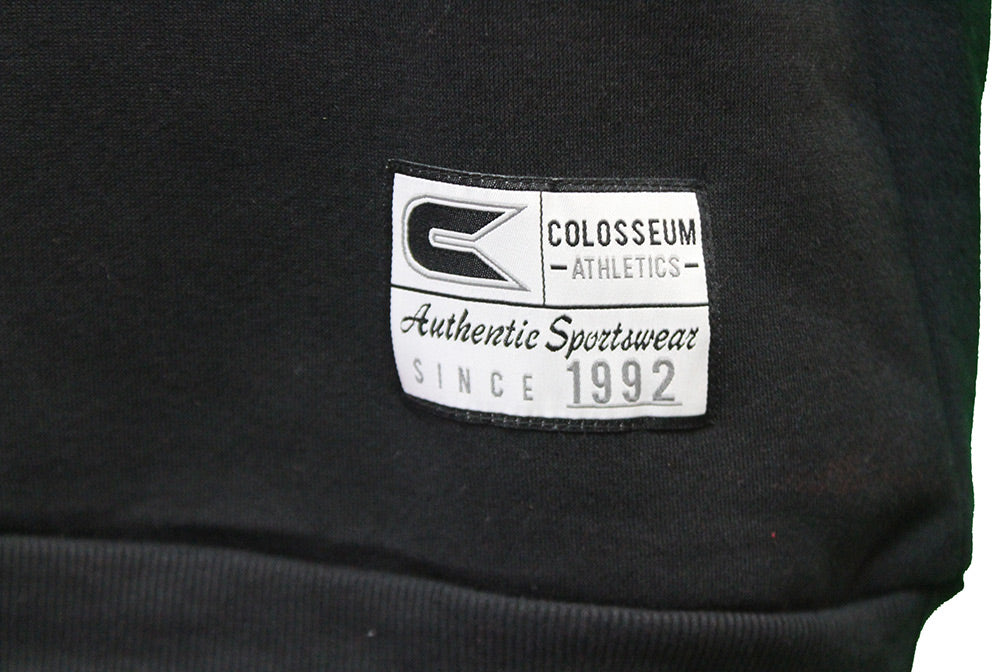 COLOSSEUM
-ATHLETICS-
Authentic Sportswear
SINCE 1992